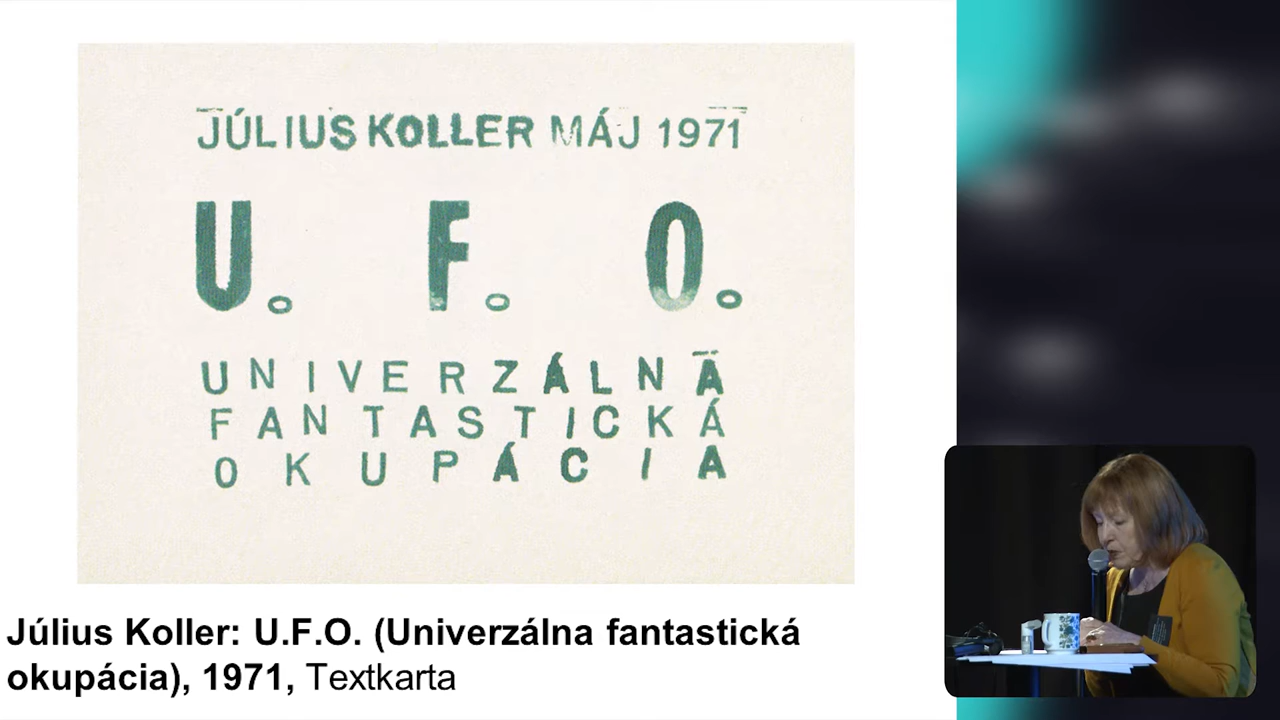 JÚLIUS KOLLER MÁJ 1971
U. F. O.
UNIVERZÁLNA
FANTASTICKÁ
OKUPÁCIA
Július Koller: U.F.O. (Univerzálna fantastická
okupácia), 1971, Textkarta